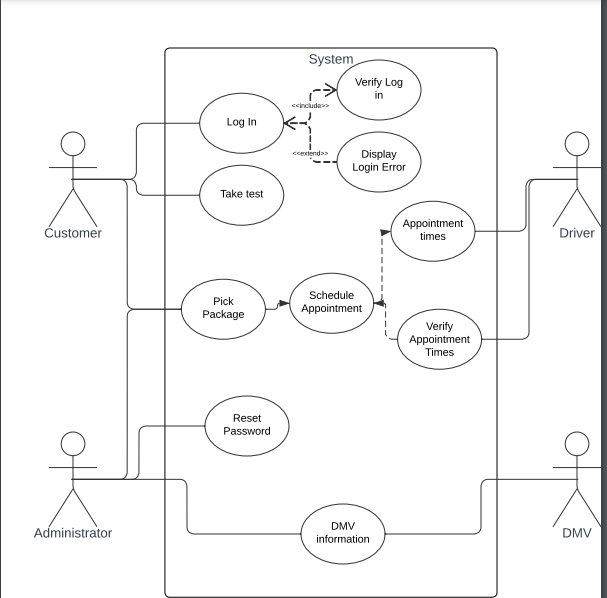 System
Verify Log
in
<<include>>
Log In
<<extend>>
Display
Login Error
Take test
Customer
Appointment
times
Driver
Pick
Package
Schedule
Appointment
Verify
Appointment
Times
Reset
Password
Administrator
DMV
information
DMV